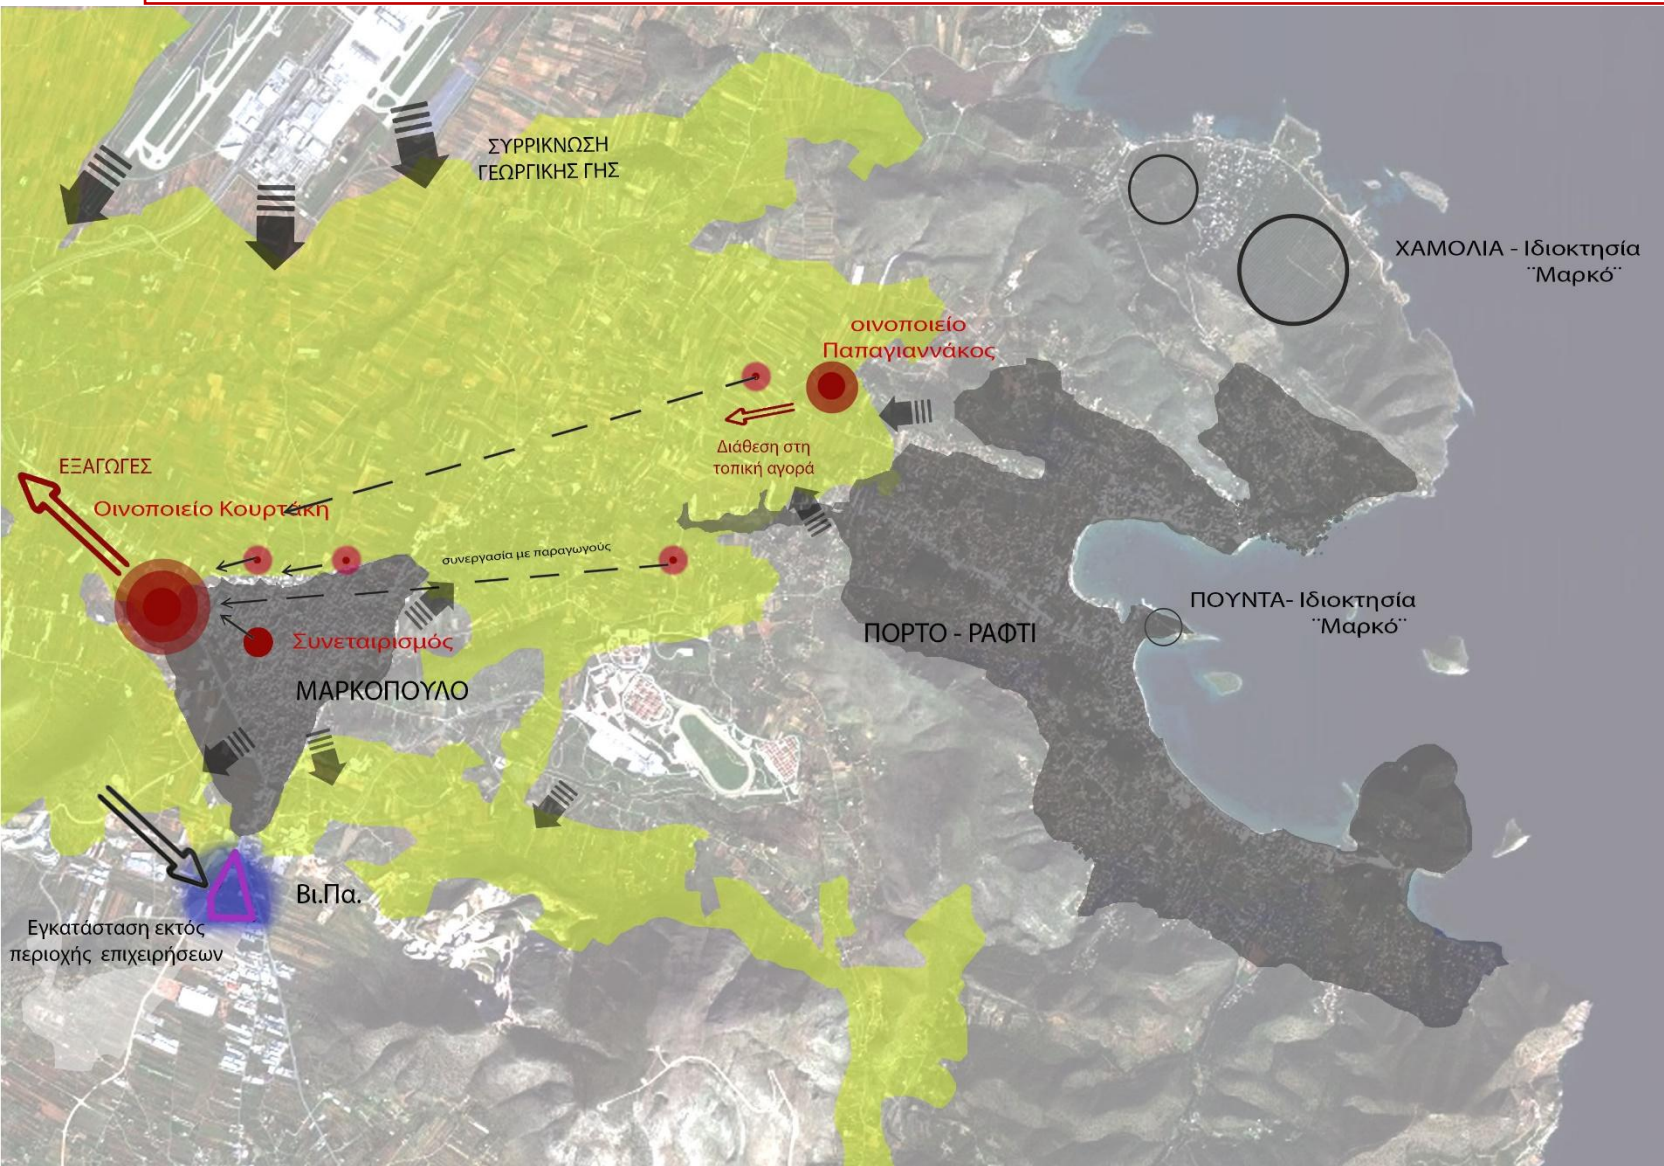 ΣΥΡΡΙΚΝΩΣΗ
ΓΕΩΡΓΙΚΗΣ ΓΗΣ
ΧΑΜΟΛΙΑ - Ιδιοκτησία
¨Μαρκό¨
οινοποιείο
Παπαγιαννάκος
Διάθεση στη
τοπική αγορά
ΕΞΑΓΩΓΕΣ
Οινοποιείο Κουρτάκη
συνεργασία με παραγωγούς
ΠΟΥΝΤΑ- Ιδιοκτησία
¨Μαρκό¨
ΠΟΡΤΟ - ΡΑΦΤΙ
Συνεταιρισμός
ΜΑΡΚΟΠΟΥΛΟ
Βι.Πα.
Εγκατάσταση εκτός
περιοχής επιχειρήσεων